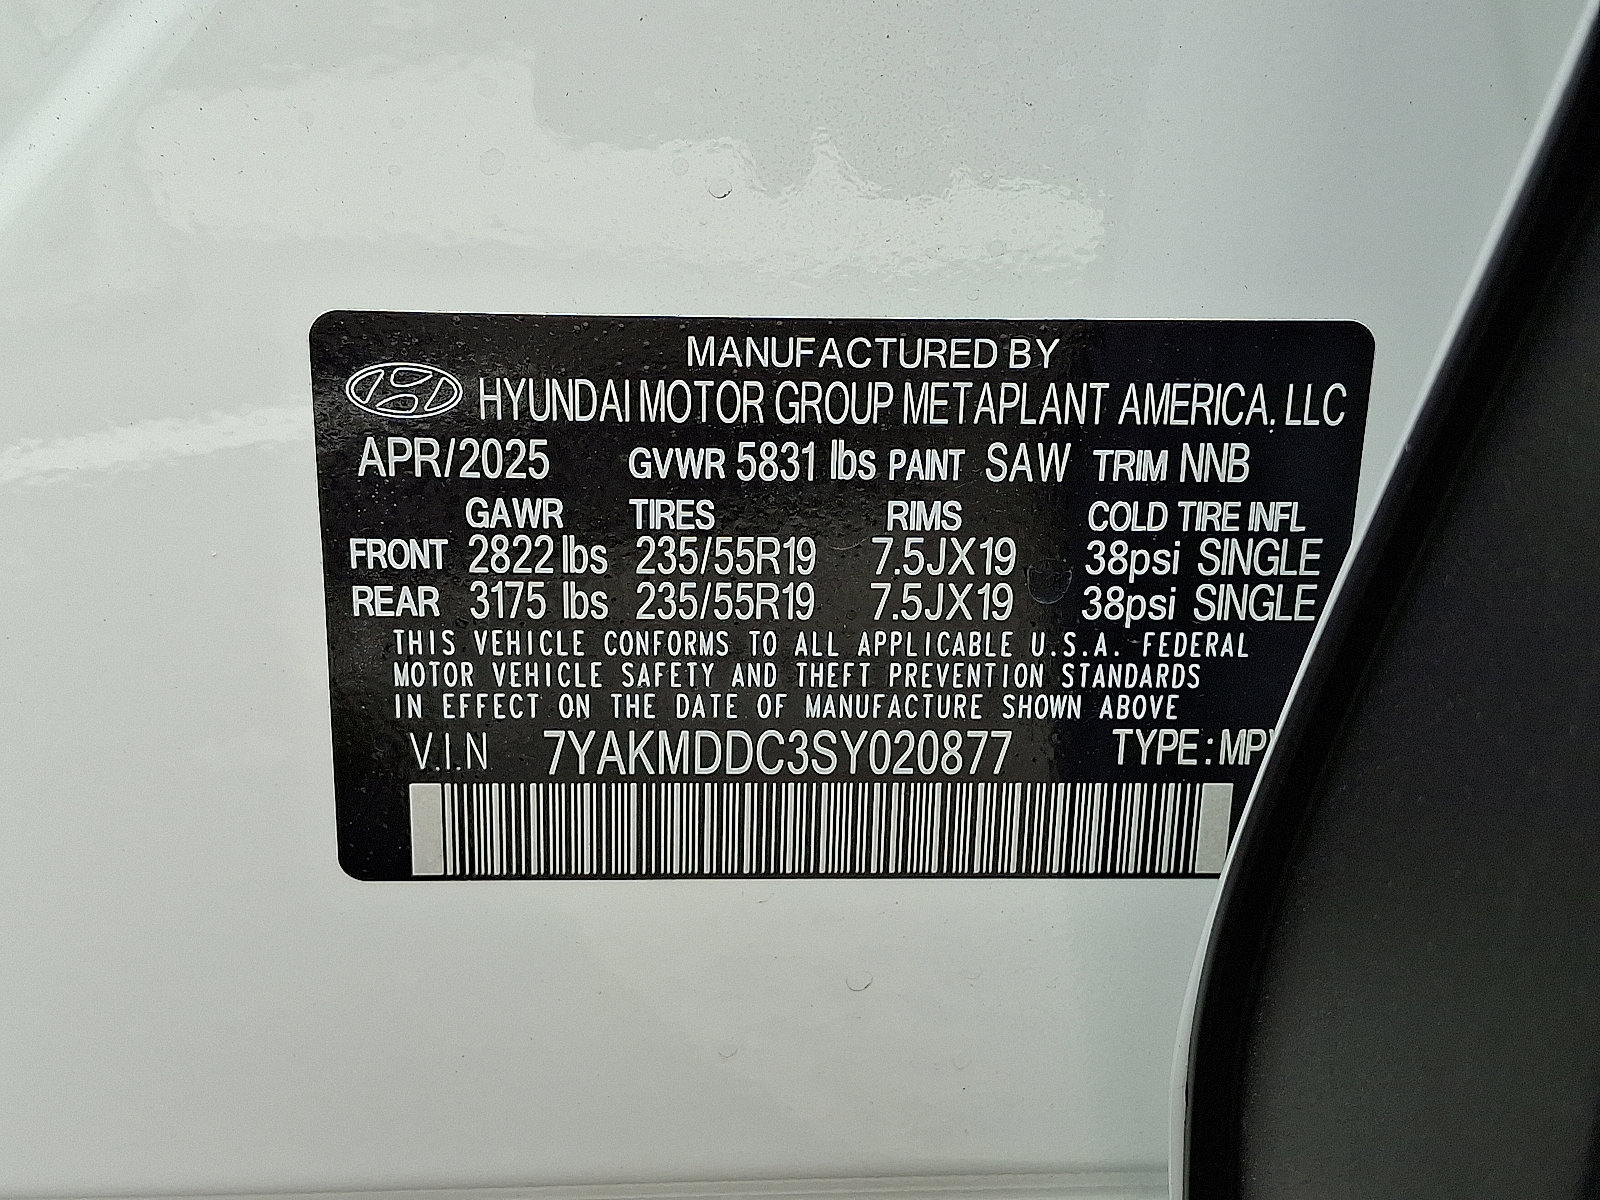 MANUFACTURED BY
HYUNDAI MOTOR GROUP METAPLANT AMERICA, LLC
APR/2025 GVWR 5831 lbs PAINT SAW TRIM NNB
GAWR TIRES RIMS COLD TIRE INFL
FRONT 2822 lbs 235/55R19 7.5JX19 38psi SINGLE
REAR 3175 lbs 235/55R19 7.5JX19 38psi SINGLE
THIS VEHICLE CONFORMS TO ALL APPLICABLE U.S.A. FEDERAL
MOTOR VEHICLE SAFETY AND THEFT PREVENTION STANDARDS
IN EFFECT ON THE DATE OF MANUFACTURE SHOWN ABOVE
V.I.N 7YAKMDDC3SY020877 TYPE: MPV